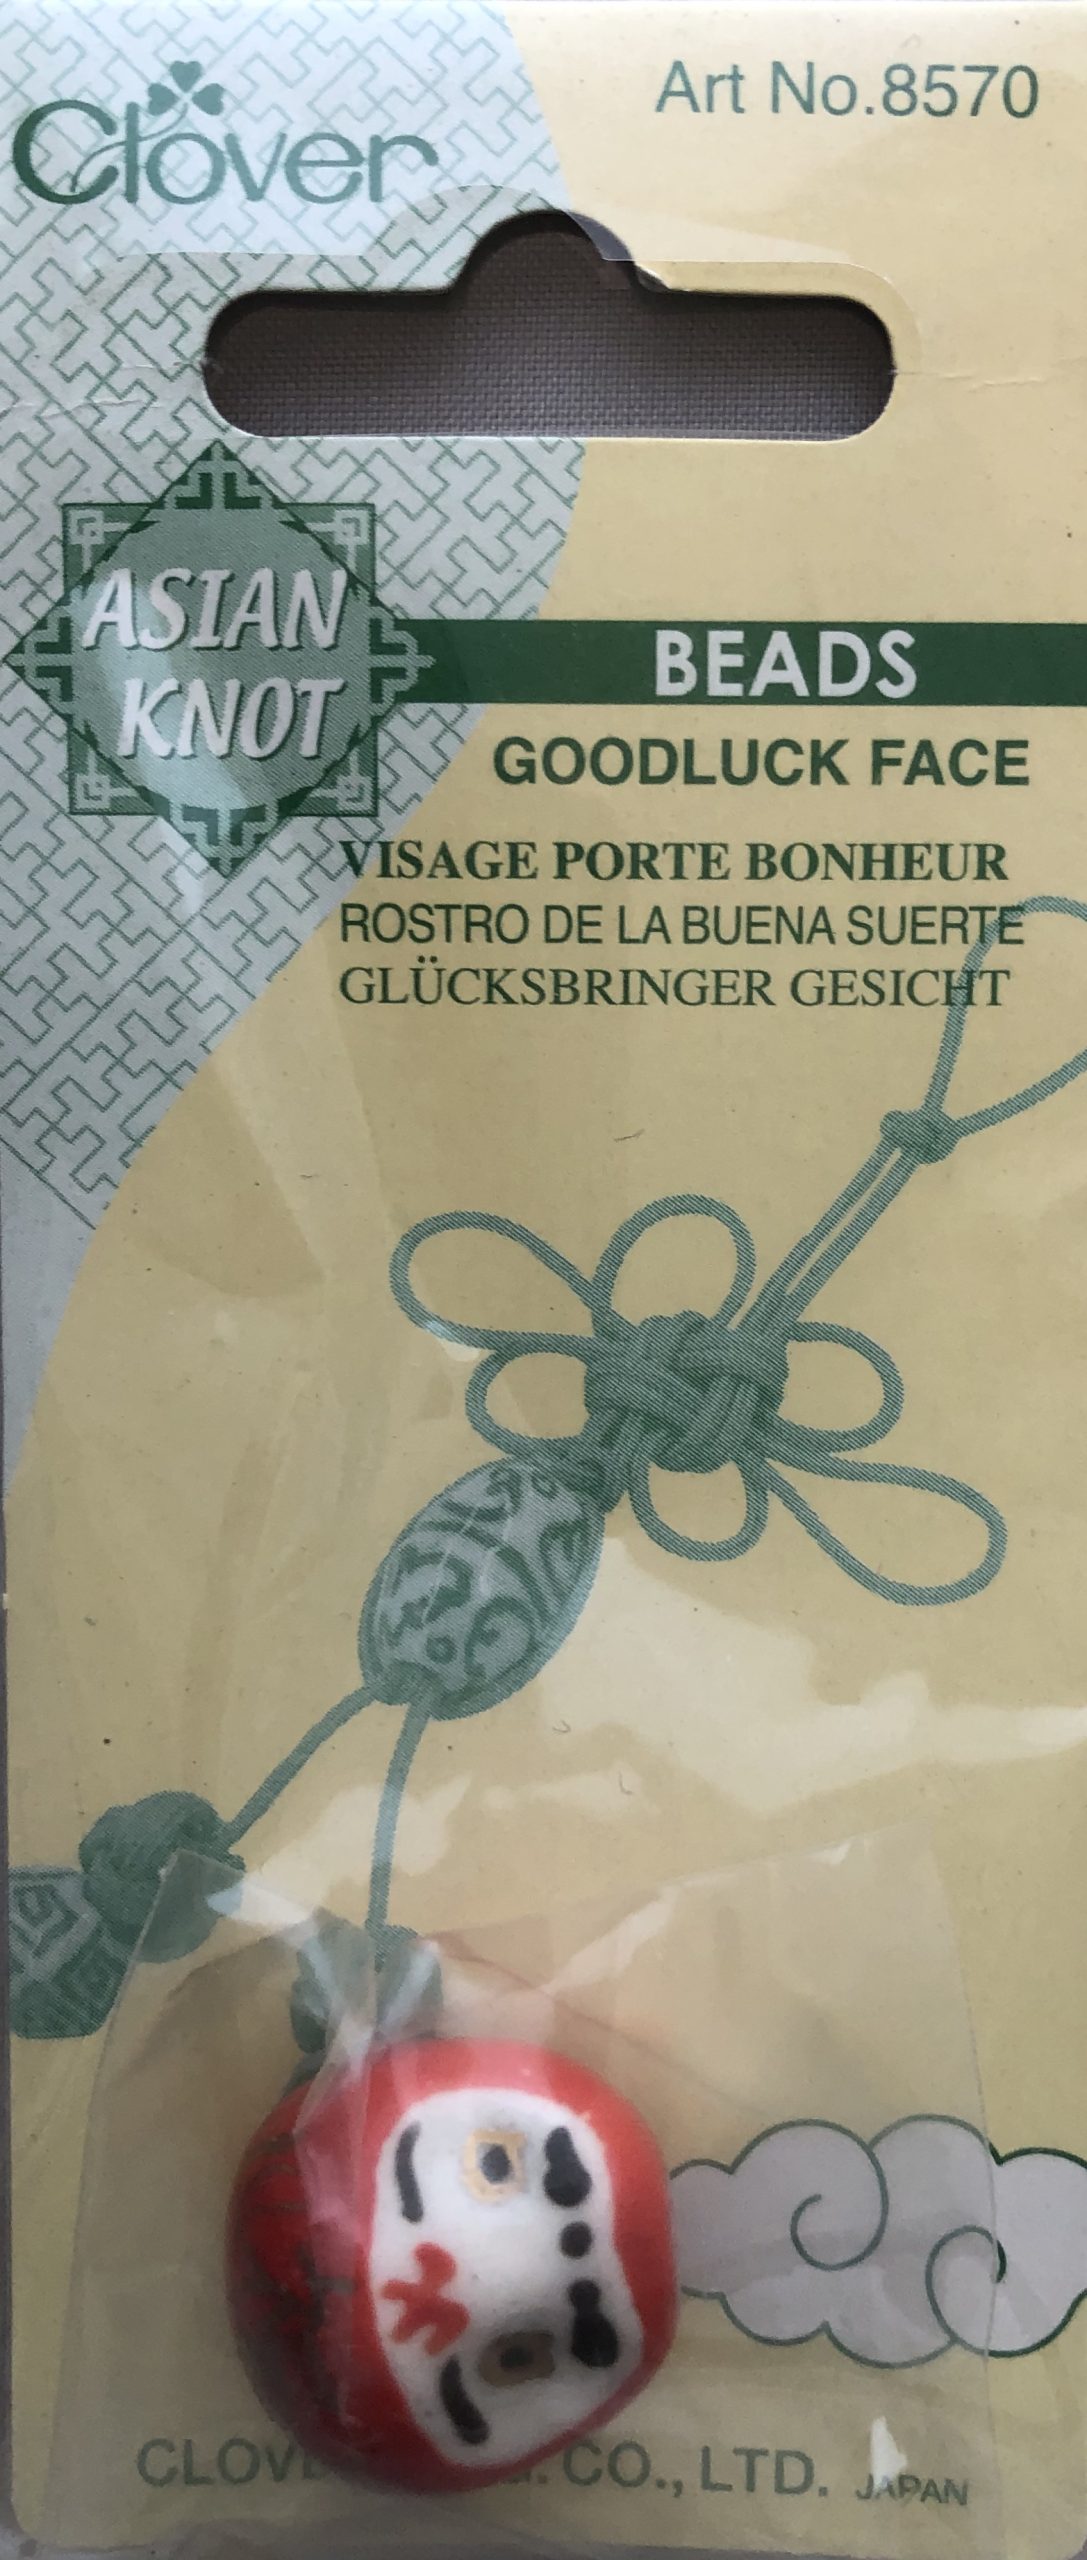 Clover
Art No.8570
ASIAN
KNOT
BEADS
GOODLUCK FACE
VISAGE PORTE BONHEUR
ROSTRO DE LA BUENA SUERTE
GLÜCKSBRINGER GESICHT
CO., LTD. JAPAN